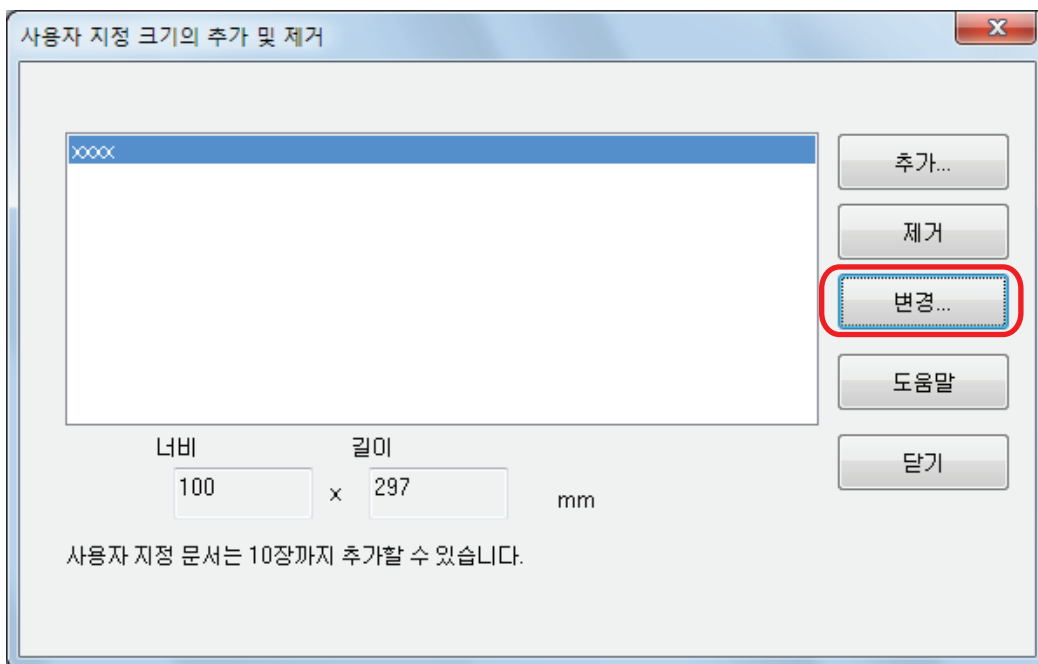 사용자 지정 크기의 추가 및 제거
xxxx
추가...
제거
변경...
도움말
닫기
너비 길이
100 x 297 mm
사용자 지정 문서는 10장까지 추가할 수 있습니다.